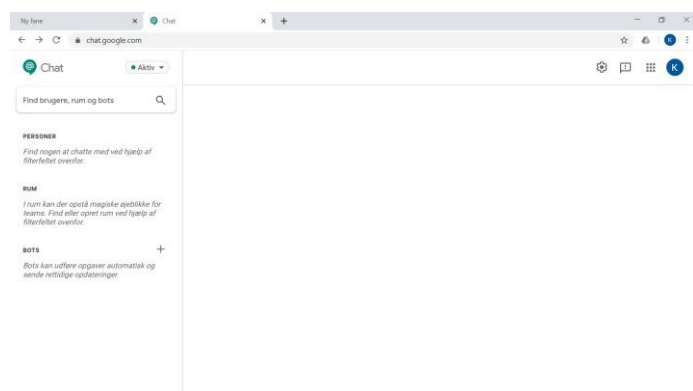 Ny fane
Chat
chat.google.com
K
Chat
Aktiv
K
Find brugere, rum og bots
PERSONER
Find nogen at chatte med ved hjælp af
filterfeltet ovenfor.
RUM
I rum kan der opstå magiske øjeblikke for
teams. Find eller opret rum ved hjælp af
filterfeltet ovenfor.
BOTS
Bots kan udføre opgaver automatisk og
sende rettidige opdateringer.